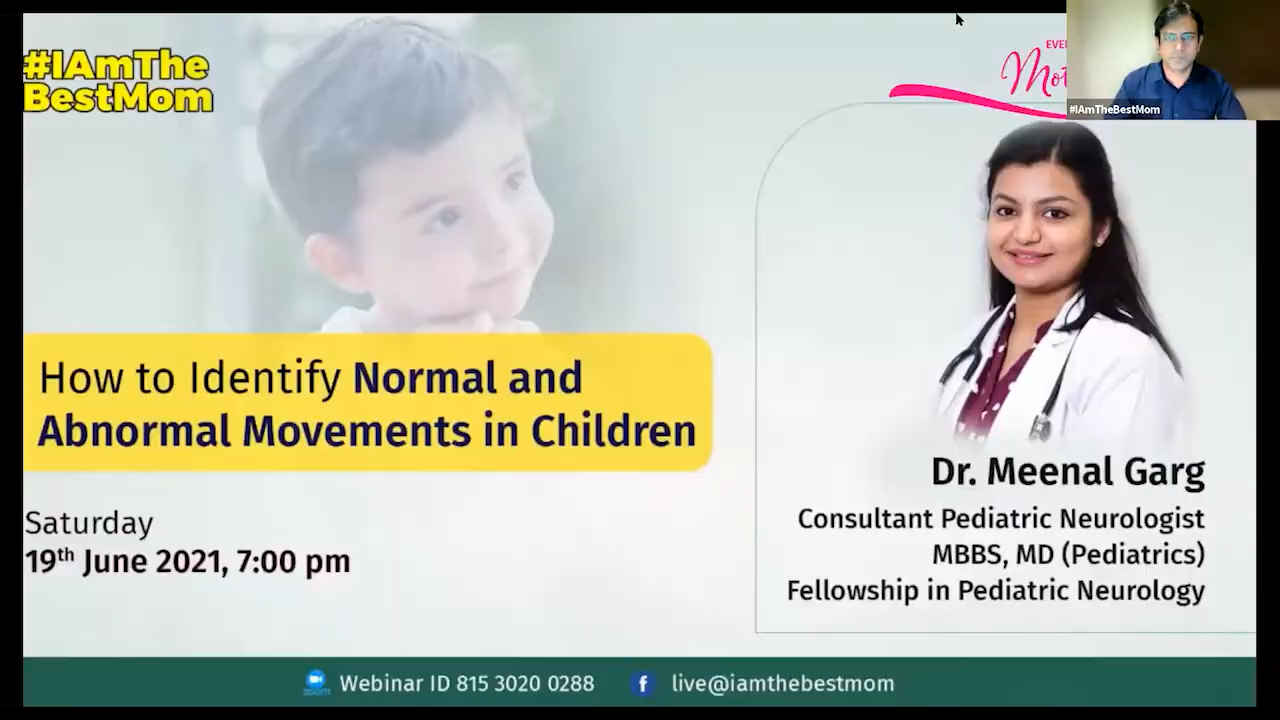 #IAmThe
BestMom
#IAmTheBestMom
How to Identify Normal and
Abnormal Movements in Children
Saturday
19th June 2021, 7:00 pm
Dr. Meenal Garg
Consultant Pediatric Neurologist
MBBS, MD (Pediatrics)
Fellowship in Pediatric Neurology
zoom
Webinar ID 815 3020 0288
f
live@iamthebestmom